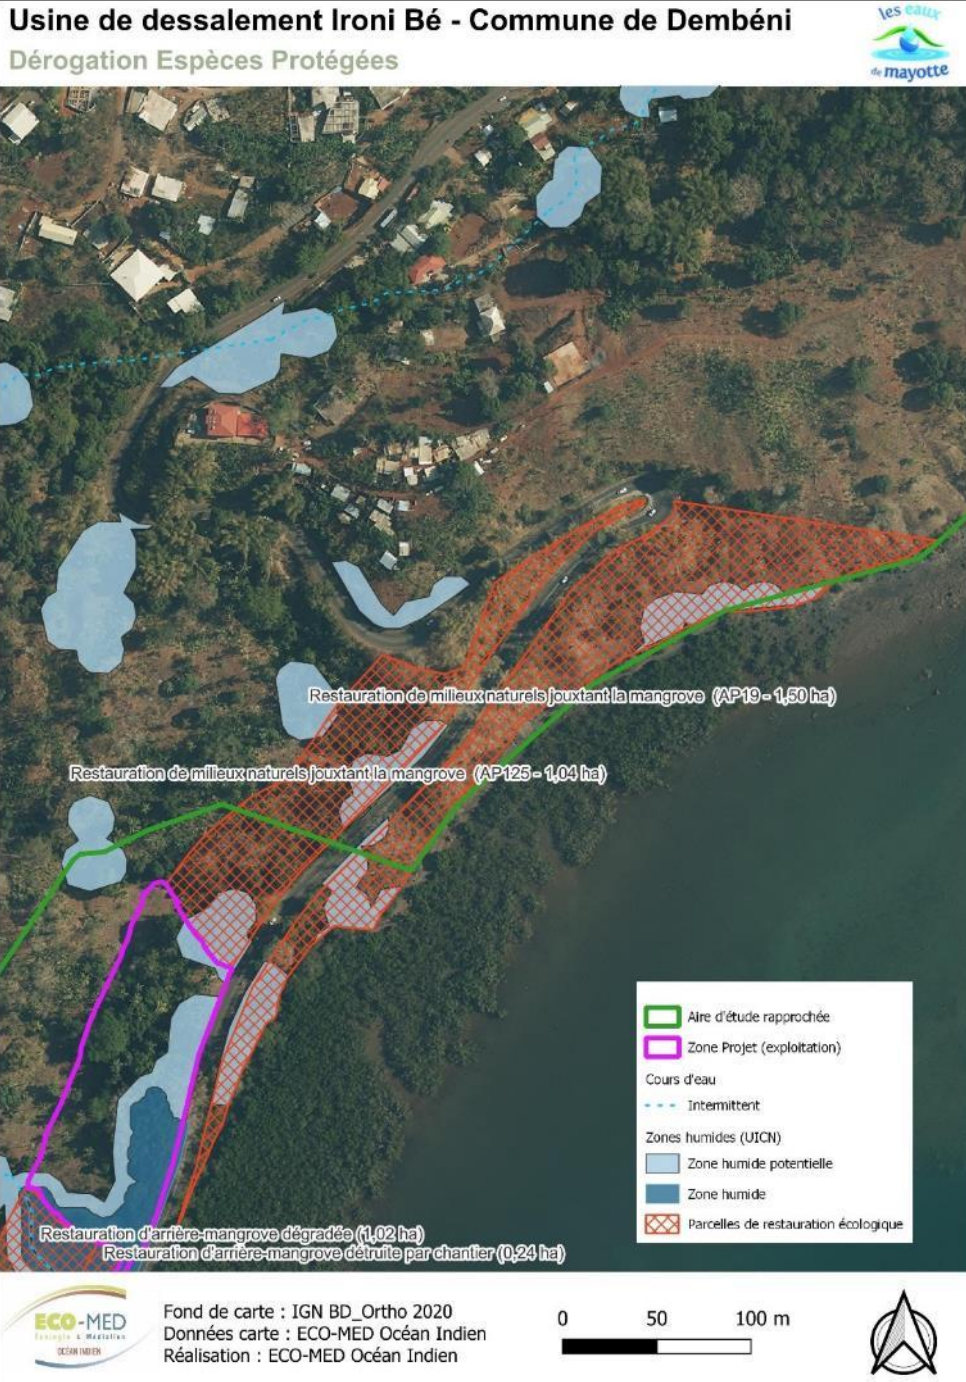 Usine de dessalement Ironi Bé - Commune de Dembéni
Dérogation Espèces Protégées
les eaux
de mayotte
Restauration de milieux naturels jouxtant la mangrove (AP19 - 1,50 ha)
Restauration de milieux naturels jouxtant la mangrove (AP125 - 1,04 ha)
Aire d'étude rapprochée
Zone Projet (exploitation)
Cours d'eau
Intermittent
Zones humides (UICN)
Zone humide potentielle
Zone humide
Parcelles de restauration écologique
Restauration d'arrière-mangrove dégradée (1,02 ha)
Restauration d'arrière-mangrove détruite par chantier (0,24 ha)
ECO-MED
Ecologie & Médiation
OCÉAN INDIEN
Fond de carte : IGN BD_Ortho 2020
Données carte : ECO-MED Océan Indien
Réalisation : ECO-MED Océan Indien
0 50 100 m